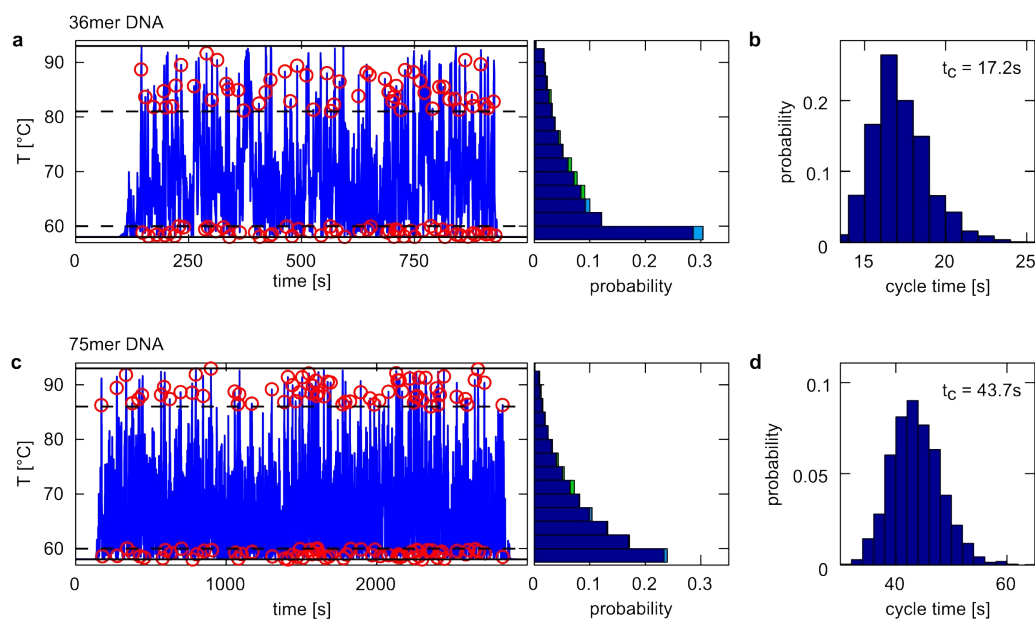 36mer DNA
a
90
80
70
60
T [°C]
0
250
500
750
time [s]
0
0.1
0.2
0.3
probability
b
t_C = 17.2s
0.2
0.1
0
probability
15
20
25
cycle time [s]
75mer DNA
c
90
80
70
60
T [°C]
0
1000
2000
time [s]
0
0.1
0.2
0.3
probability
d
t_C = 43.7s
0.1
0.05
0
probability
40
60
cycle time [s]